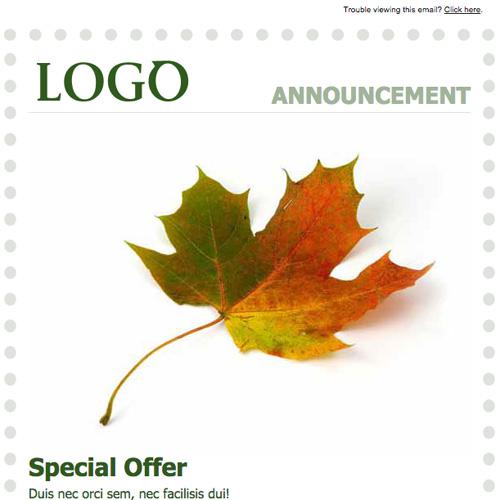 Trouble viewing this email? Click here.
LOGO
ANNOUNCEMENT
Special Offer
Duis nec orci sem, nec facilisis dui!